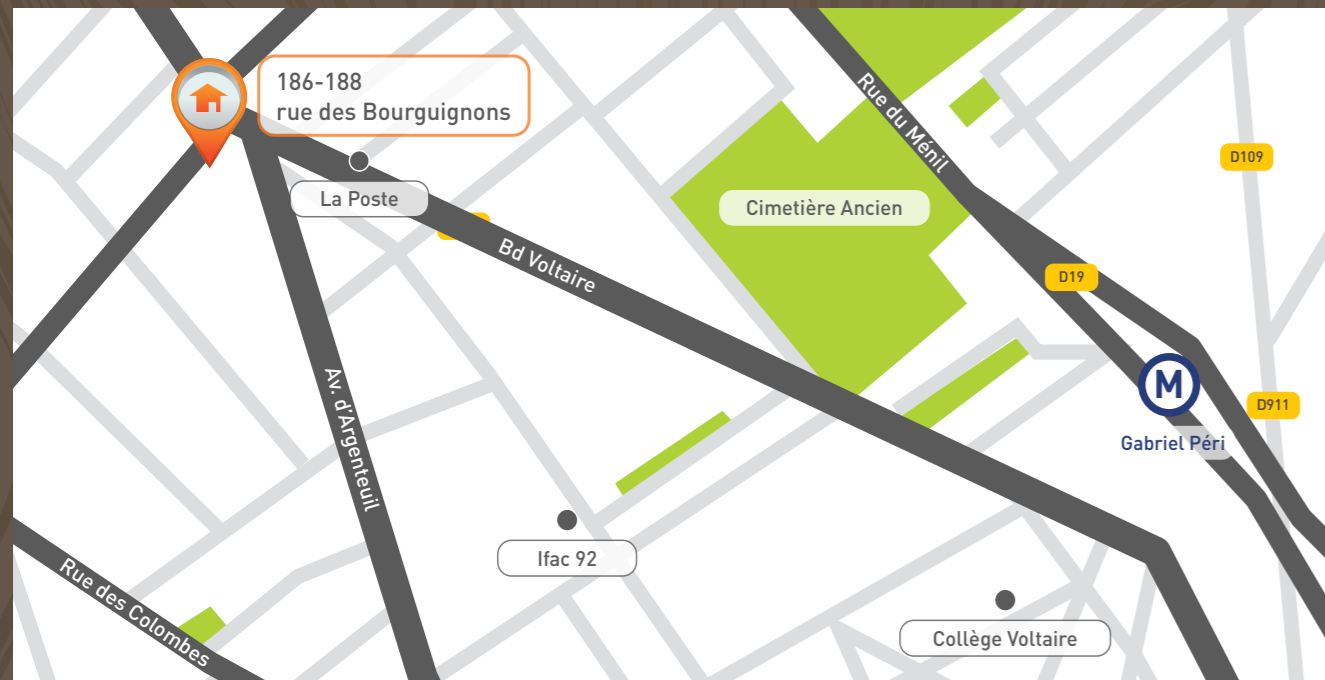 186-188
rue des Bourguignons
La Poste
Bd Voltaire
Cimetière Ancien
Rue du Ménil
D109
D19
M
Gabriel Péri
D911
Av. d'Argenteuil
Ifac 92
Rue des Colombes
Collège Voltaire